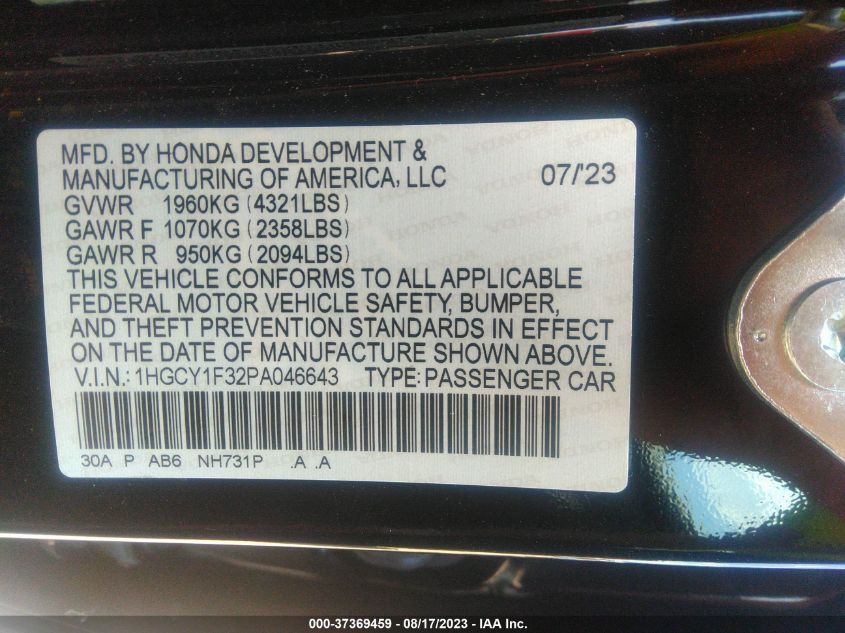 MFD. BY HONDA DEVELOPMENT &
MANUFACTURING OF AMERICA, LLC 07/'23
GVWR 1960KG (4321LBS)
GAWR F 1070KG (2358LBS)
GAWR R 950KG (2094LBS)
THIS VEHICLE CONFORMS TO ALL APPLICABLE
FEDERAL MOTOR VEHICLE SAFETY, BUMPER,
AND THEFT PREVENTION STANDARDS IN EFFECT
ON THE DATE OF MANUFACTURE SHOWN ABOVE.
V.I.N.: 1HGCY1F32PA046643 TYPE: PASSENGER CAR
30A P AB6 NH731P .A .A
000-37369459 - 08/17/2023 - IAA Inc.